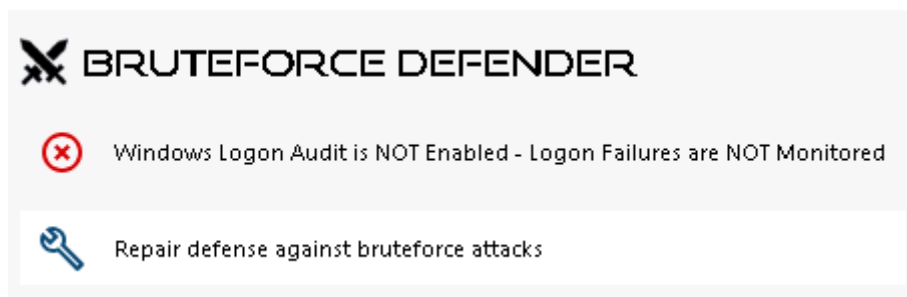 BRUTEFORCE DEFENDER
Windows Logon Audit is NOT Enabled - Logon Failures are NOT Monitored
Repair defense against bruteforce attacks